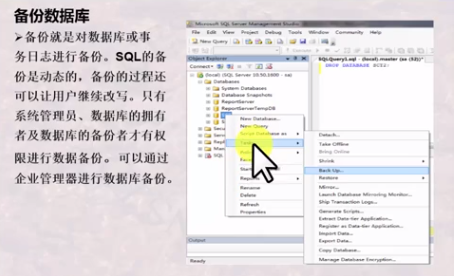 备份数据库
➢备份就是对数据库或事
务日志进行备份。SQL的备
份是动态的，备份的过程还
可以让用户继续改写。只有
系统管理员、数据库的拥有
者及数据库的备份者才有权
限进行数据备份。可以通过
企业管理器进行数据库备份。
Microsoft SQL Server Management Studio
File Edit View Project Debug Tools Window Community Help
New Query
Object Explorer
Connect
(local) (SQL Server 10.50.1600 - sa)
Databases
System Databases
Database Snapshots
ReportServer
ReportServerTempDB
SQLQuery1.sql - (local).master (sa (52))*
DROP DATABASE
New Database...
New Query
Script Database as
Rename
Delete
Refresh
Properties
Detach...
Take Offline
Bring Online
Shrink
Back Up...
Restore
Mirror...
Launch Database Mirroring Monitor...
Ship Transaction Logs...
Generate Scripts...
Extract Data-tier Application...
Register as Data-tier Application...
Import Data...
Export Data...
Copy Database...
Manage Database Encryption...
Output
Ready